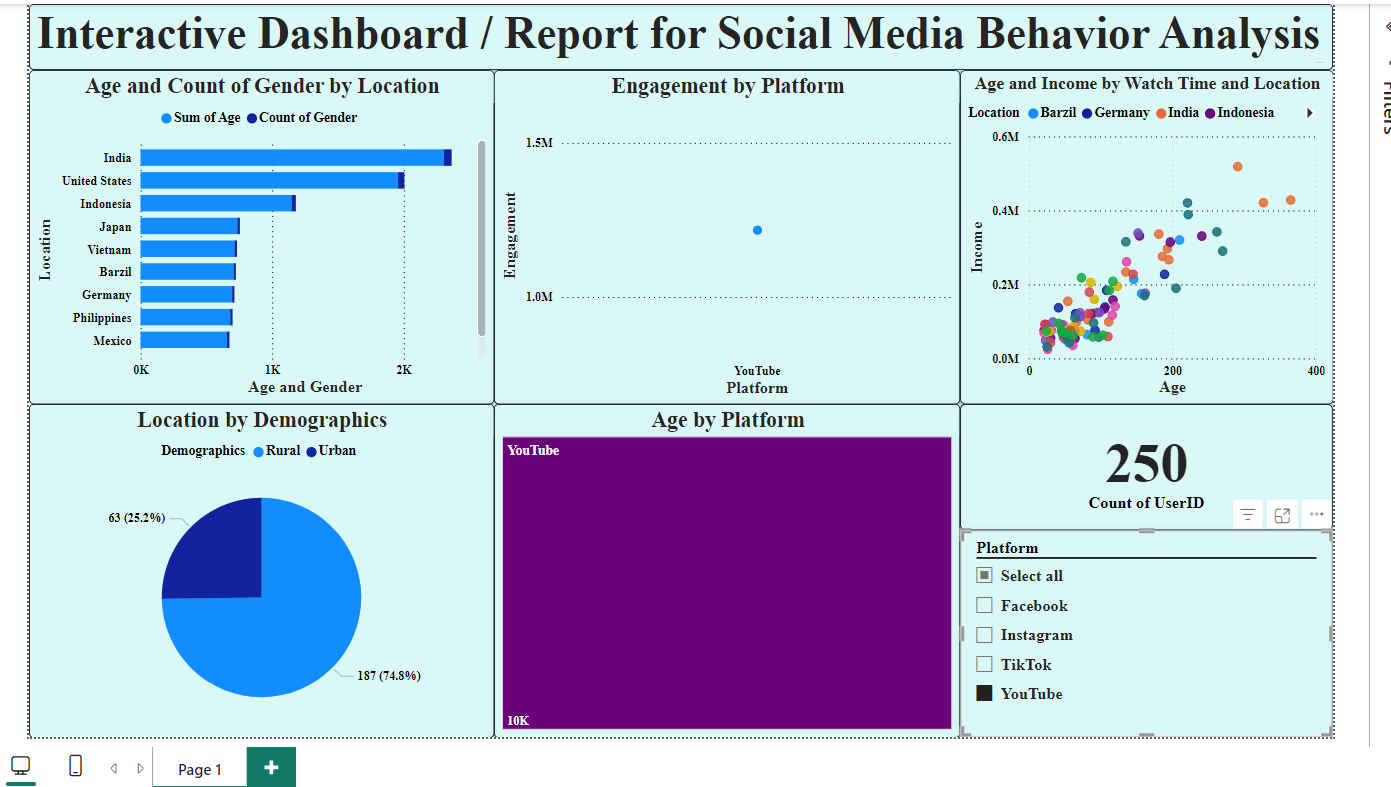 Interactive Dashboard / Report for Social Media Behavior Analysis
Age and Count of Gender by Location
Sum of Age Count of Gender
Location
India
United States
Indonesia
Japan
Vietnam
Barzil
Germany
Philippines
Mexico
0K 1K 2K
Age and Gender
Engagement by Platform
Engagement
1.5M
1.0M
YouTube
Platform
Age and Income by Watch Time and Location
Location Barzil Germany India Indonesia
Income
0.6M
0.4M
0.2M
0.0M
0 200 400
Age
Filters
Location by Demographics
Demographics Rural Urban
63 (25.2%)
187 (74.8%)
Age by Platform
YouTube
10K
250
Count of UserID
Platform
Select all
Facebook
Instagram
TikTok
YouTube
Page 1